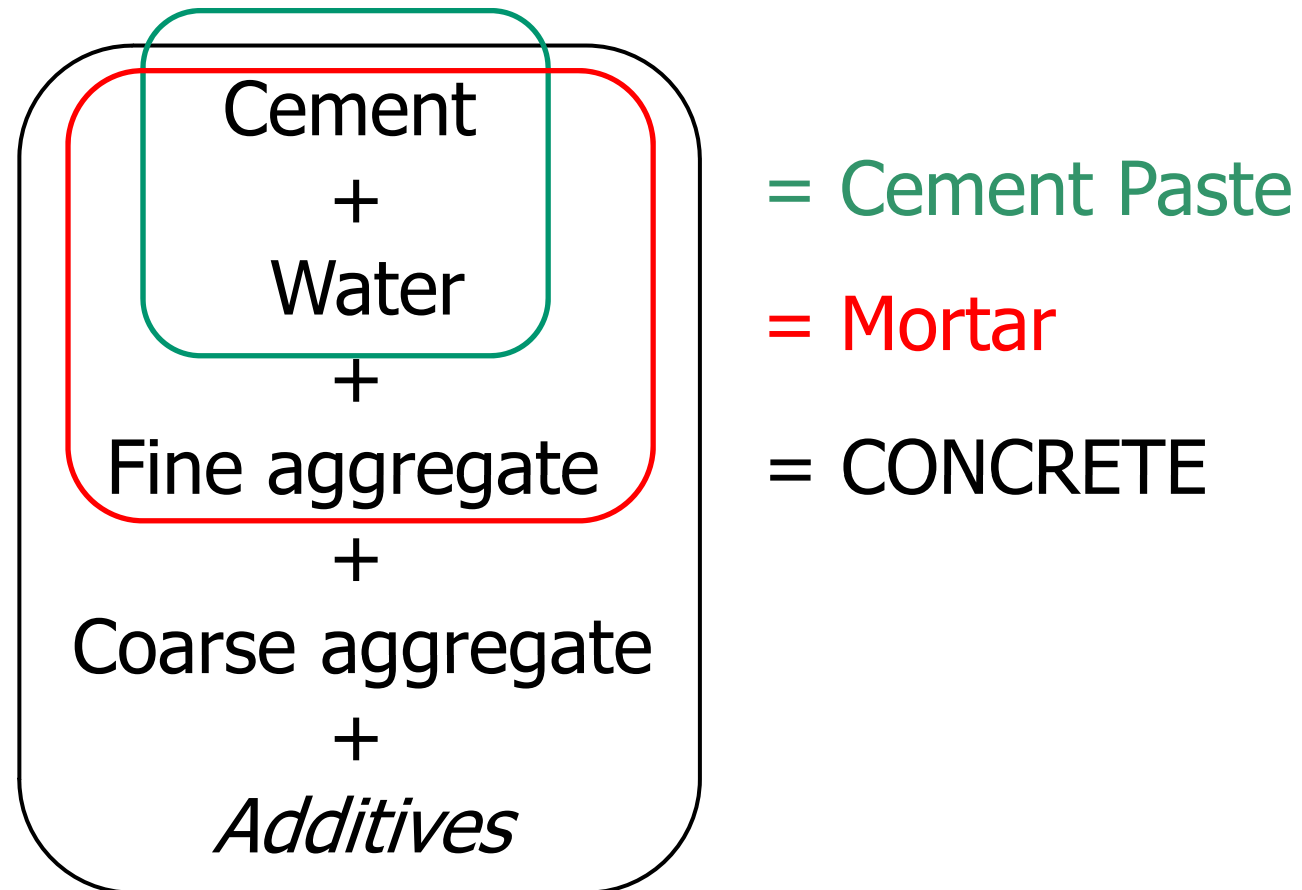 Cement
+
Water
+
Fine aggregate
+
Coarse aggregate
+
Additives
= Cement Paste
= Mortar
= CONCRETE